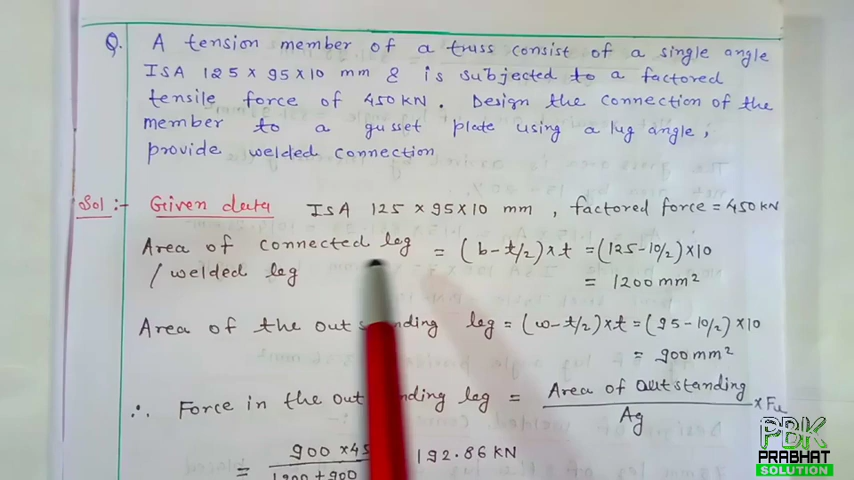 Q. A tension member of a truss consist of a single angle
ISA 125 × 95 × 10 mm & is subjected to a factored
tensile force of 450 KN. Design the connection of the
member to a gusset plate using a lug angle,
provide welded connection
Sol:- Given data ISA 125 × 95 × 10 mm, factored force = 450 KN
Area of connected leg = (b - t/2) × t = (125 - 10/2) × 10
/ welded leg = 1200 mm²
Area of the outstanding leg = (w - t/2) × t = (95 - 10/2) × 10
= 900 mm²
∴ Force in the outstanding leg = Area of outstanding / Ag × Fu
= 900 × 45 192.86 KN
1200 + 900
PBK
PRABHAT
SOLUTION